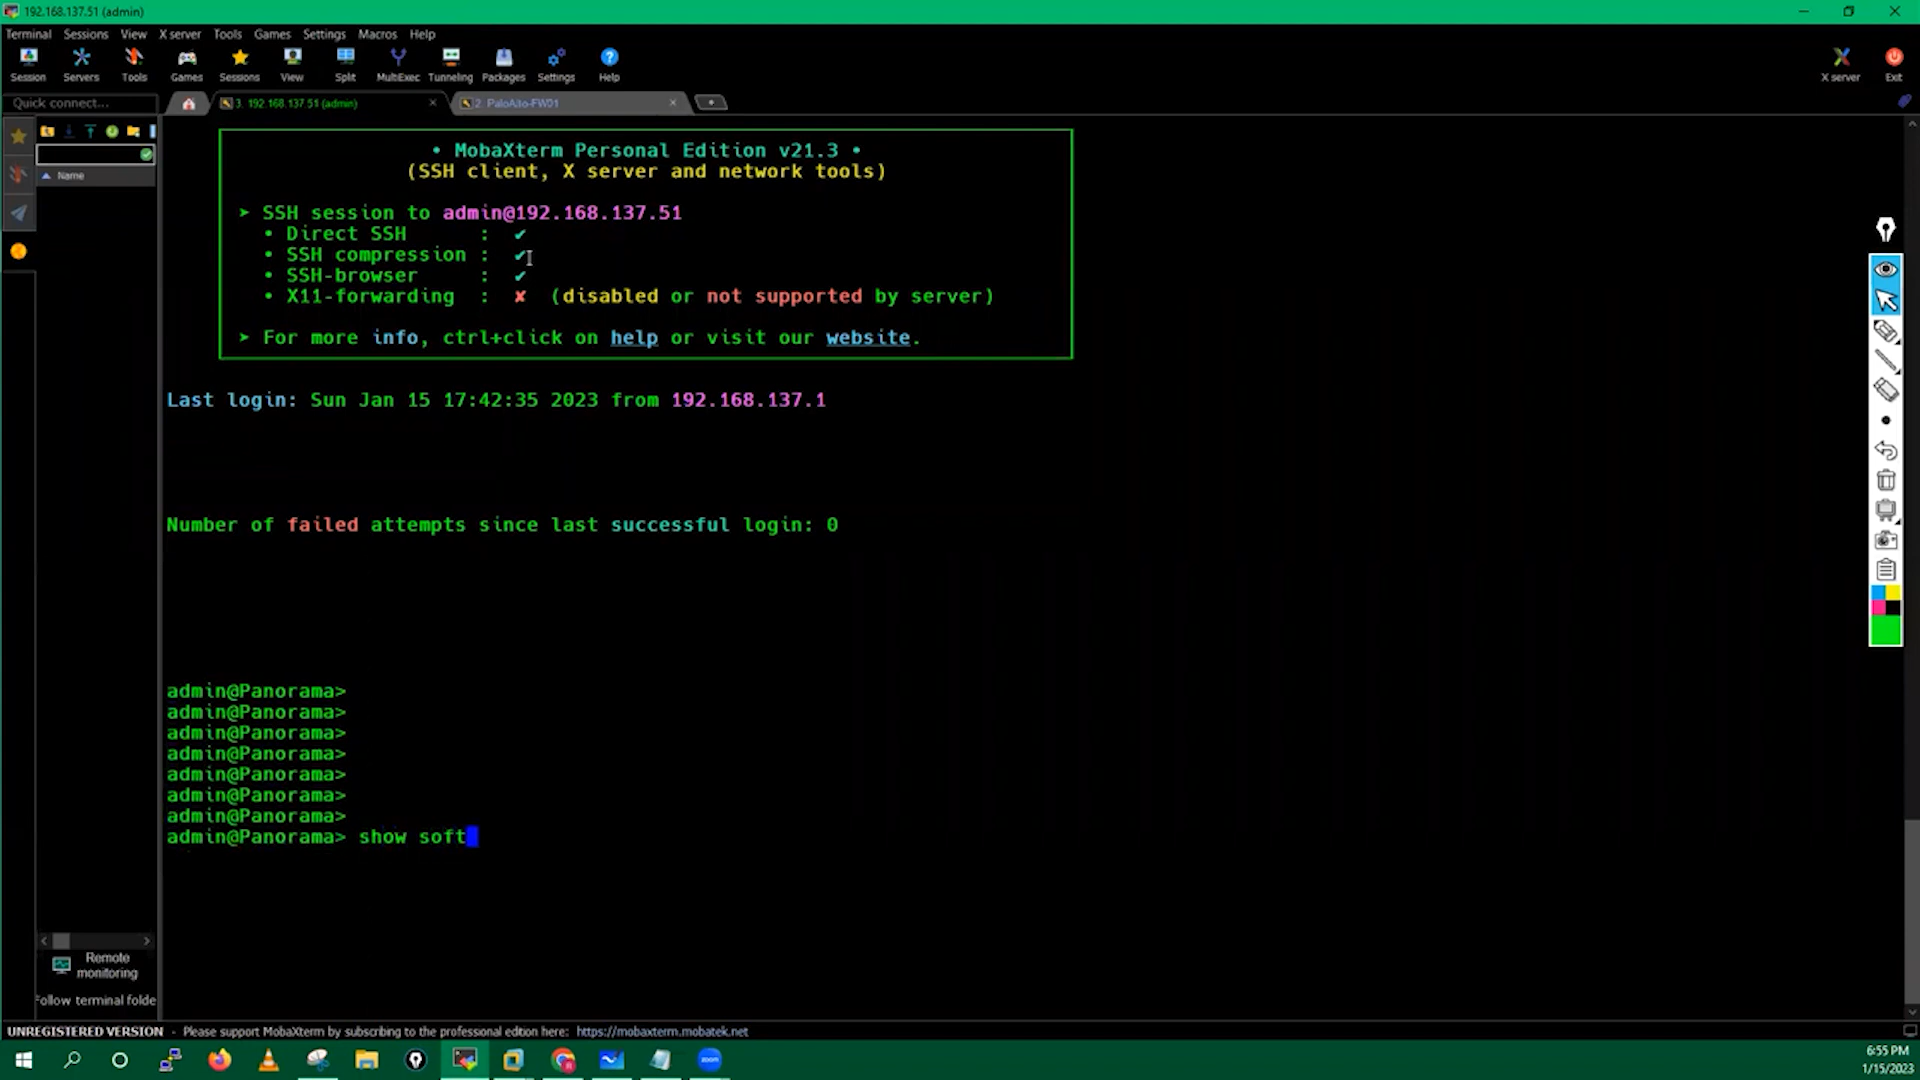 192.168.137.51 (admin)
Terminal Sessions View X server Tools Games Settings Macros Help
Session Servers Tools Games Sessions View Split MultiExec Tunneling Packages Settings Help X server Exit
Quick connect... 3. 192.168.137.51 (admin) 2. PaloAlto-FW01
Name
• MobaXterm Personal Edition v21.3 •
(SSH client, X server and network tools)
➤ SSH session to admin@192.168.137.51
• Direct SSH : ✔
• SSH compression : ✔
• SSH-browser : ✔
• X11-forwarding : ✘ (disabled or not supported by server)
➤ For more info, ctrl+click on help or visit our website.
Last login: Sun Jan 15 17:42:35 2023 from 192.168.137.1
Number of failed attempts since last successful login: 0
admin@Panorama>
admin@Panorama>
admin@Panorama>
admin@Panorama>
admin@Panorama>
admin@Panorama>
admin@Panorama>
admin@Panorama> show soft
Remote
monitoring
Follow terminal folde
UNREGISTERED VERSION - Please support MobaXterm by subscribing to the professional edition here: https://mobaxterm.mobatek.net
zoom
6:55 PM
1/15/2023